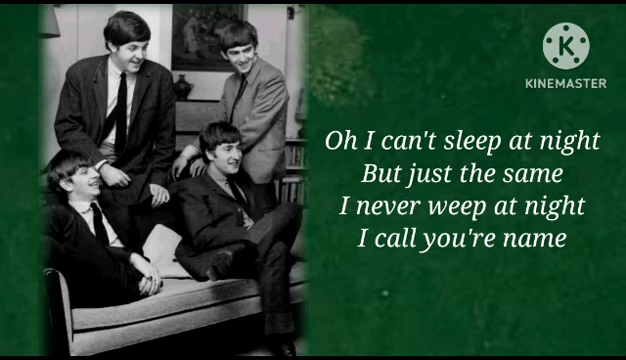 KINEMASTER
Oh I can't sleep at night
But just the same
I never weep at night
I call you're name